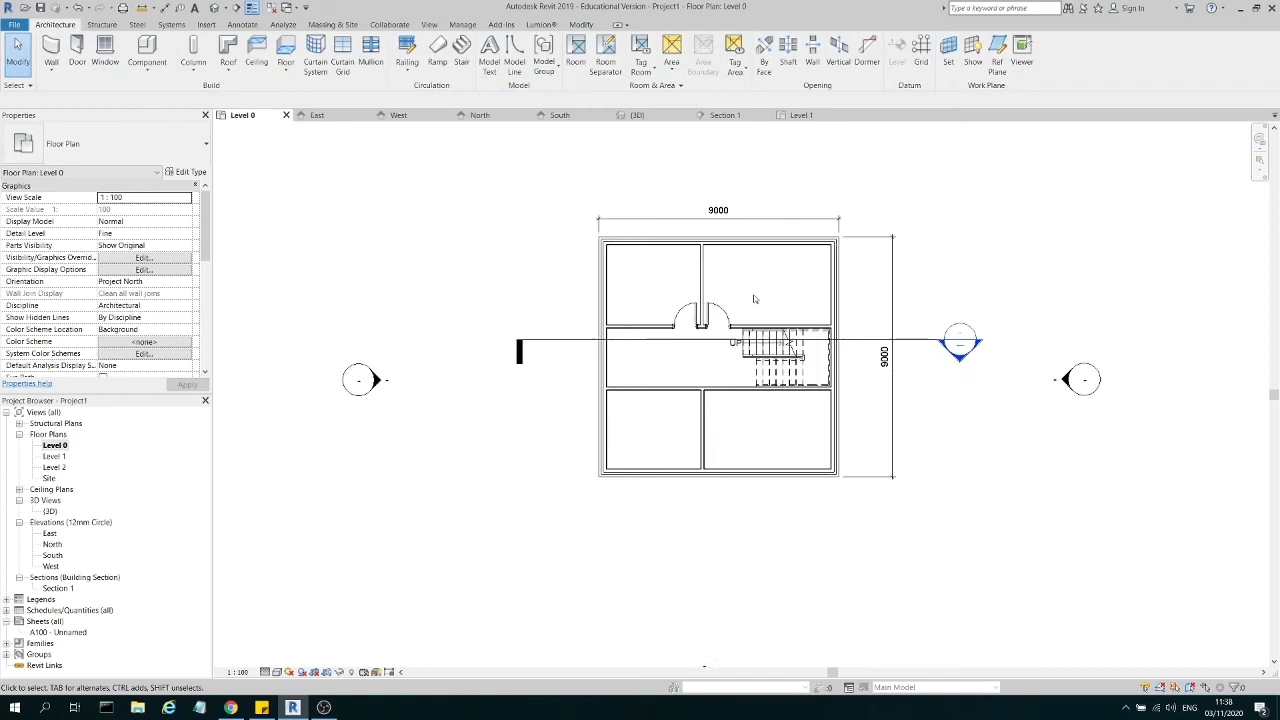 Autodesk Revit 2019 - Educational Version - Project1 - Floor Plan: Level 0
Type a keyword or phrase
Sign In
File Architecture Structure Steel Systems Insert Annotate Analyze Massing & Site Collaborate View Manage Add-Ins Lumion® Modify
Modify Wall Door Window Component Column Roof Ceiling Floor Curtain System Curtain Grid Mullion Railing Ramp Stair Model Text Model Line Model Group Room Room Separator Tag Room Area Area Boundary Tag Area By Face Shaft Wall Vertical Dormer Level Grid Set Show Ref Plane Viewer
Select Build Circulation Model Room & Area Opening Datum Work Plane
Properties
Level 0 East West North South {3D} Section 1 Level 1
Floor Plan
Floor Plan: Level 0 Edit Type
Graphics
View Scale 1 : 100
Scale Value 1: 100
Display Model Normal
Detail Level Fine
Parts Visibility Show Original
Visibility/Graphics Overrid... Edit...
Graphic Display Options Edit...
Orientation Project North
Wall Join Display Clean all wall joins
Discipline Architectural
Show Hidden Lines By Discipline
Color Scheme Location Background
Color Scheme <none>
System Color Schemes Edit...
Default Analysis Display S... None
Properties help Apply
9000
UP
9000
Project Browser - Project1
Views (all)
Structural Plans
Floor Plans
Level 0
Level 1
Level 2
Site
Ceiling Plans
3D Views
{3D}
Elevations (12mm Circle)
East
North
South
West
Sections (Building Section)
Section 1
Legends
Schedules/Quantities (all)
Sheets (all)
A100 - Unnamed
Families
Groups
Revit Links
1 : 100
Click to select, TAB for alternates, CTRL adds, SHIFT unselects.
:0
Main Model
:0
ENG
11:38
03/11/2020
2